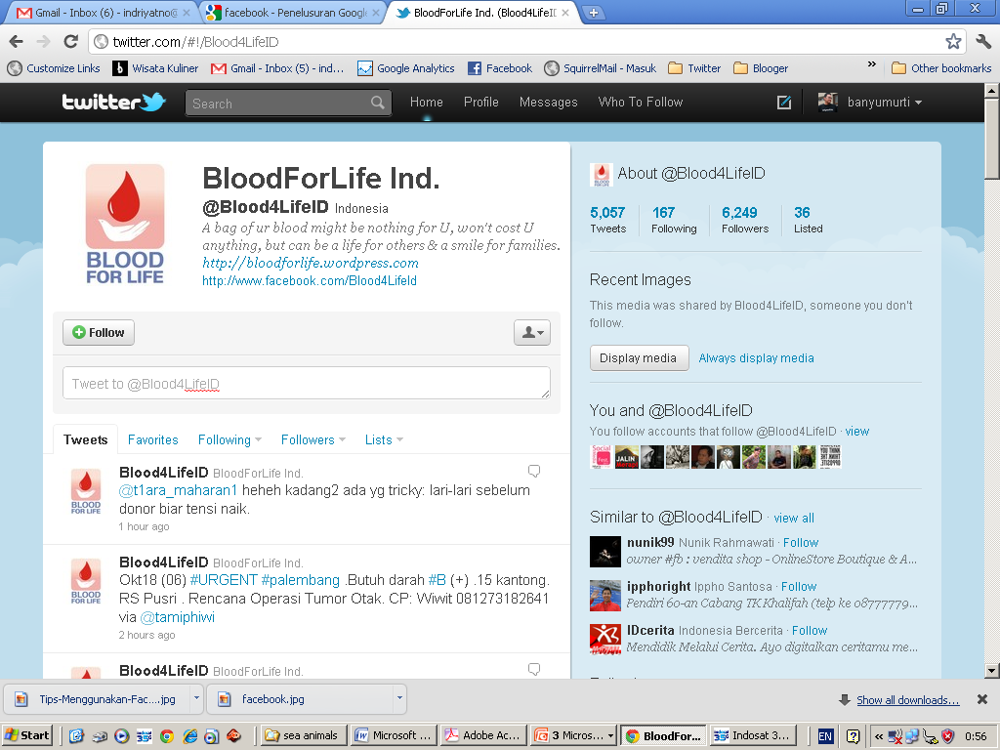 Gmail - Inbox (6) - indriyatno@
facebook - Penelusuran Googl
BloodForLife Ind. (Blood4LifeI
twitter.com/#!/Blood4LifeID
Customize Links
Wisata Kuliner
Gmail - Inbox (5) - ind...
Google Analytics
Facebook
SquirrelMail - Masuk
Twitter
Blooger
»
Other bookmarks
twitter
Search
Home
Profile
Messages
Who To Follow
banyumurti
BLOOD
FOR LIFE
BloodForLife Ind.
@Blood4LifeID Indonesia
A bag of ur blood might be nothing for U, won't cost U
anything, but can be a life for others & a smile for families.
http://bloodforlife.wordpress.com
http://www.facebook.com/Blood4LifeId
Follow
Tweet to @Blood4LifeID
Tweets
Favorites
Following
Followers
Lists
BLOOD
FOR LIFE
Blood4LifeID BloodForLife Ind.
@t1ara_maharan1 heheh kadang2 ada yg tricky: lari-lari sebelum
donor biar tensi naik.
1 hour ago
BLOOD
FOR LIFE
Blood4LifeID BloodForLife Ind.
Okt18 (06) #URGENT #palembang .Butuh darah #B (+) .15 kantong.
RS Pusri . Rencana Operasi Tumor Otak. CP: Wiwit 081273182641
via @tamiphiwi
2 hours ago
Blood4LifeID BloodForLife Ind.
About @Blood4LifeID
5,057 167 6,249 36
Tweets Following Followers Listed
Recent Images
This media was shared by Blood4LifeID, someone you don't
follow.
Display media
Always display media
You and @Blood4LifeID
You follow accounts that follow @Blood4LifeID · view
Similar to @Blood4LifeID · view all
nunik99 Nunik Rahmawati · Follow
owner #fb : vendita shop - OnlineStore Boutique & A...
ipphoright Ippho Santosa · Follow
Pendiri 60-an Cabang TK Khalifah (telp ke 08777779...
IDcerita Indonesia Bercerita · Follow
Mendidik Melalui Cerita. Ayo digitalkan ceritamu me...
Tips-Menggunakan-Fac....jpg
facebook.jpg
Show all downloads...
Start
sea animals
Microsoft ...
Adobe Ac...
3 Micros...
BloodFor...
Indosat 3...
EN
«
0:56